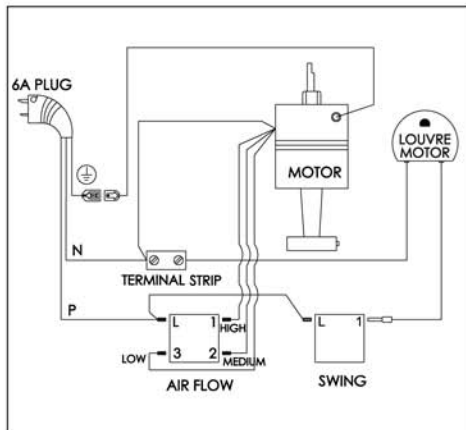 6A PLUG
MOTOR
LOUVRE
MOTOR
N
TERMINAL STRIP
P
L 1
HIGH
3 2
LOW
MEDIUM
AIR FLOW
L 1
SWING